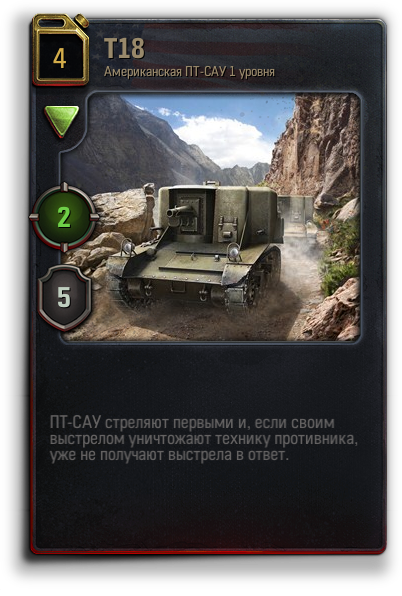 4
T18
Американская ПТ-САУ 1 уровня
2
5
ПТ-САУ стреляют первыми и, если своим
выстрелом уничтожают технику противника,
уже не получают выстрела в ответ.